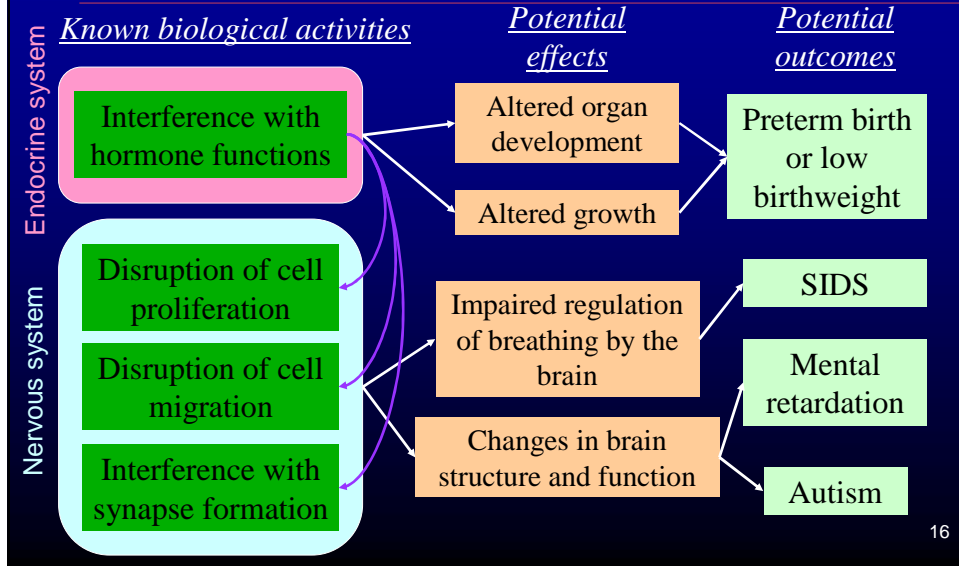 Known biological activities
Potential
effects
Potential
outcomes
Endocrine system
Interference with
hormone functions
Altered organ
development
Altered growth
Preterm birth
or low
birthweight
Nervous system
Disruption of cell
proliferation
Disruption of cell
migration
Interference with
synapse formation
Impaired regulation
of breathing by the
brain
Changes in brain
structure and function
SIDS
Mental
retardation
Autism
16